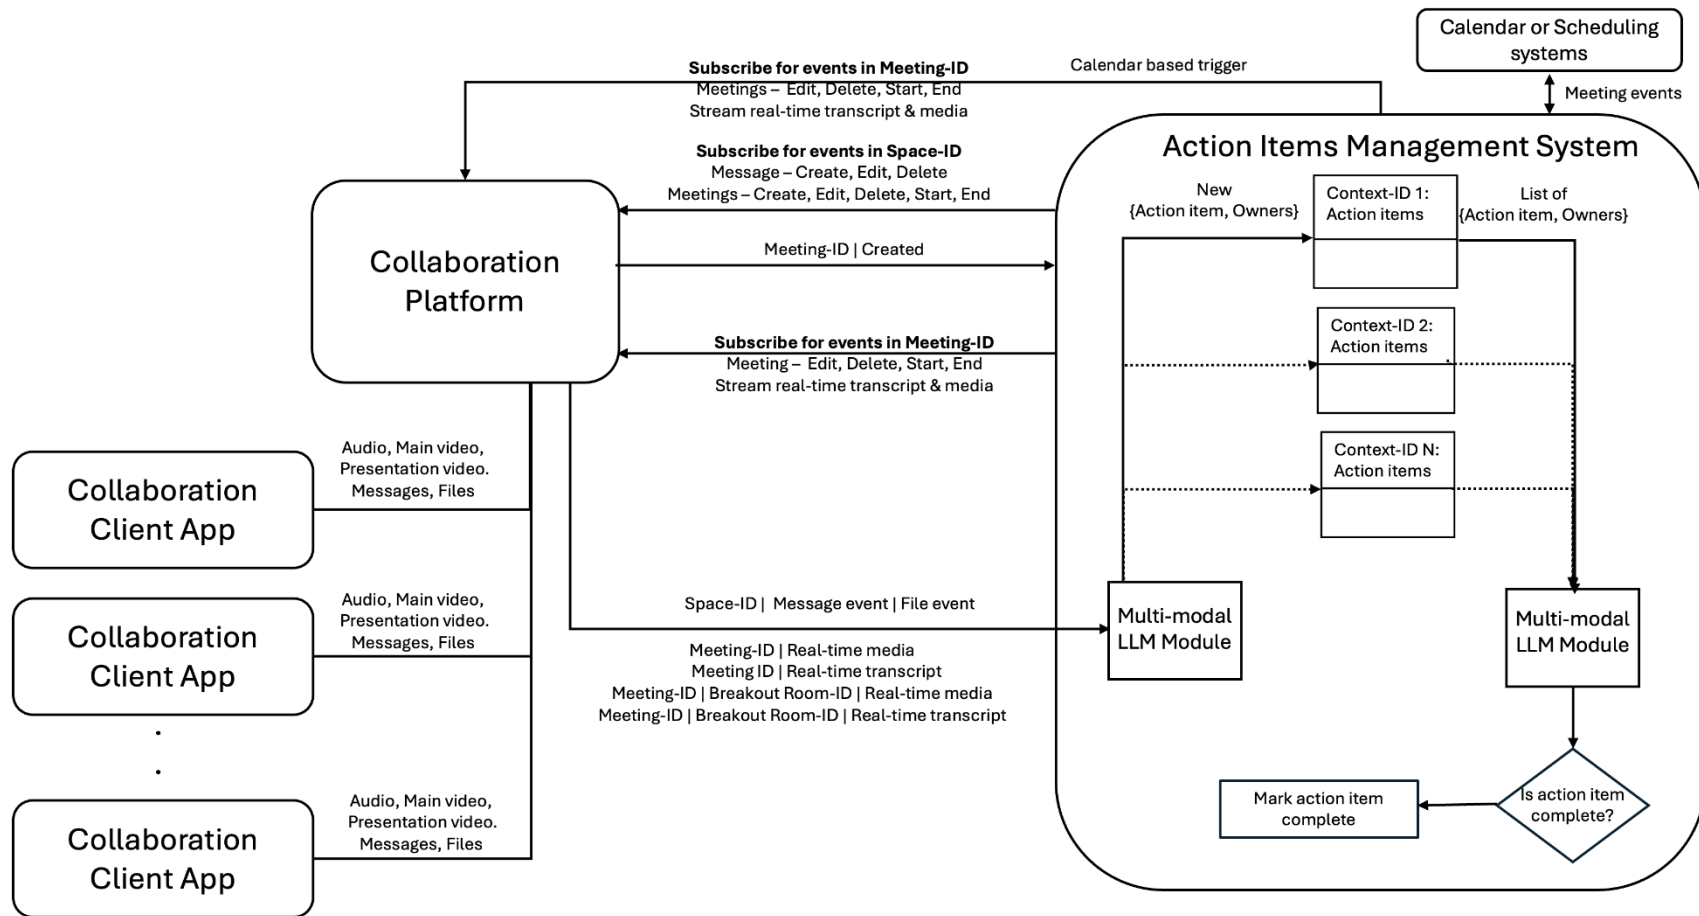 Calendar or Scheduling
systems
Meeting events
Subscribe for events in Meeting-ID
Meetings – Edit, Delete, Start, End
Stream real-time transcript & media
Calendar based trigger
Subscribe for events in Space-ID
Message – Create, Edit, Delete
Meetings – Create, Edit, Delete, Start, End
Meeting-ID | Created
Subscribe for events in Meeting-ID
Meeting – Edit, Delete, Start, End
Stream real-time transcript & media
Collaboration
Platform
Action Items Management System
New
{Action item, Owners}
Context-ID 1:
Action items
List of
{Action item, Owners}
Context-ID 2:
Action items
Context-ID N:
Action items
Collaboration
Client App
Audio, Main video,
Presentation video.
Messages, Files
Collaboration
Client App
Audio, Main video,
Presentation video.
Messages, Files
.
.
Collaboration
Client App
Audio, Main video,
Presentation video.
Messages, Files
Space-ID | Message event | File event
Meeting-ID | Real-time media
Meeting ID | Real-time transcript
Meeting-ID | Breakout Room-ID | Real-time media
Meeting-ID | Breakout Room-ID | Real-time transcript
Multi-modal
LLM Module
Multi-modal
LLM Module
Is action item
complete?
Mark action item
complete